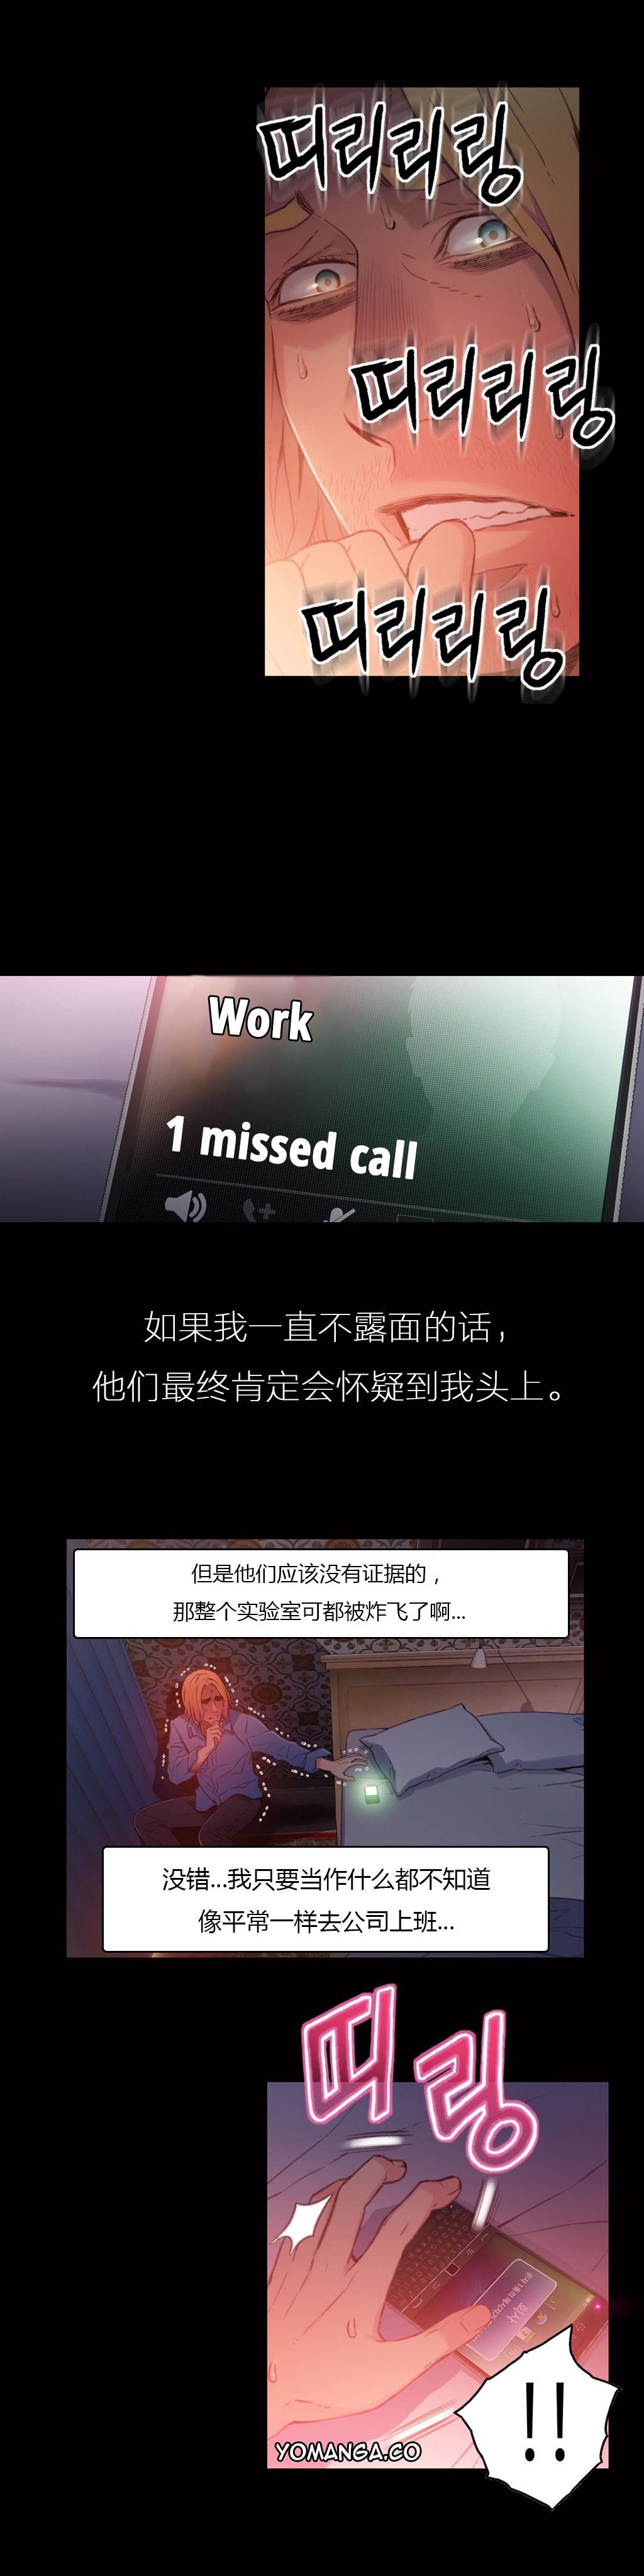 띠리리링
띠리리링
띠리리링
Work
1 missed call
如果我一直不露面的话，
他们最终肯定会怀疑到我头上。
但是他们应该没有证据的，
那整个实验室可都被炸飞了啊...
没错...我只要当作什么都不知道
像平常一样去公司上班...
띠링
회사
!!
YOMANGA.CO